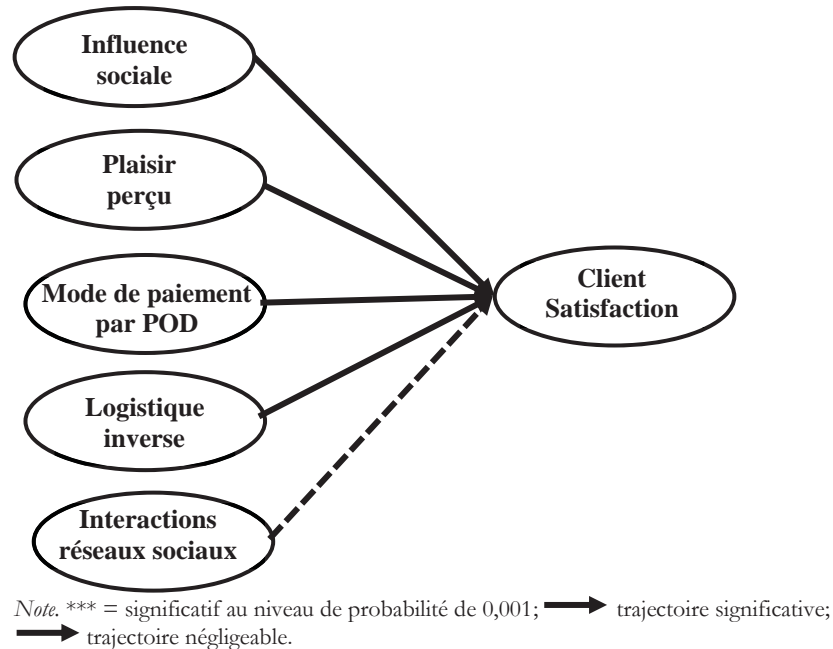 Influence
sociale
Plaisir
perçu
Mode de paiement
par POD
Client
Satisfaction
Logistique
inverse
Interactions
réseaux sociaux
Note. *** = significatif au niveau de probabilité de 0,001; trajectoire significative;
trajectoire négligeable.